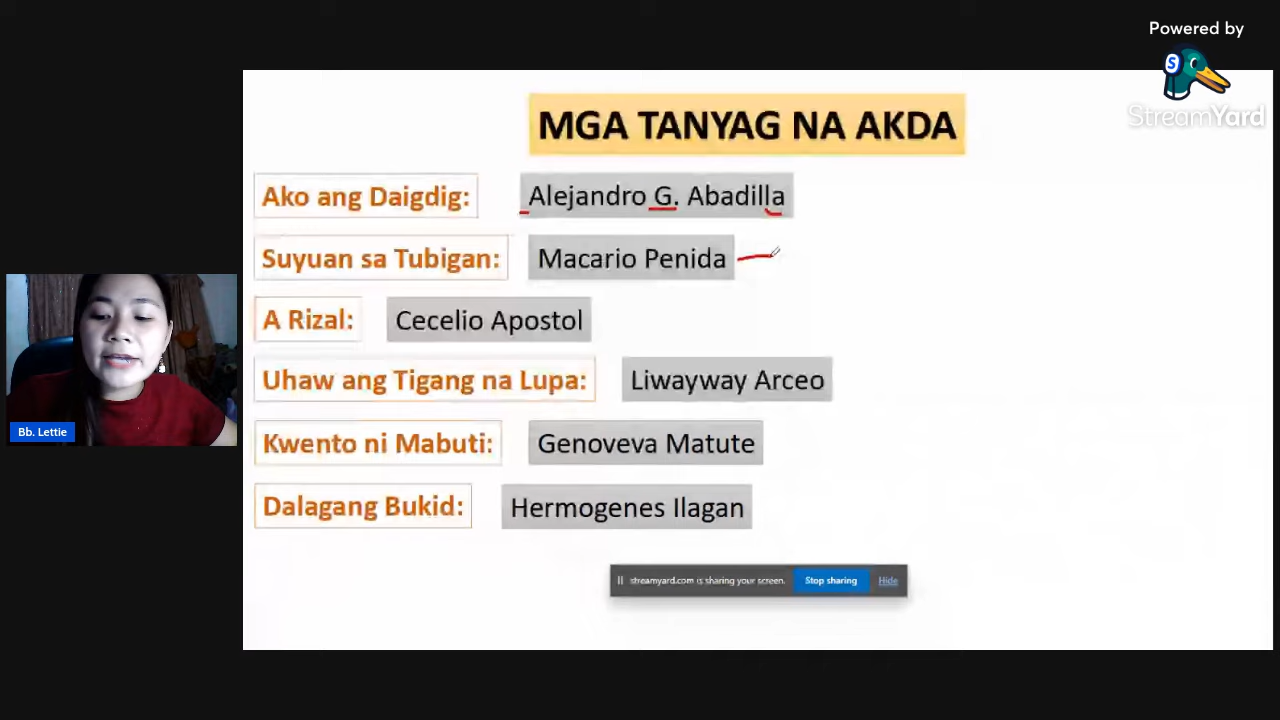 Powered by
StreamYard
MGA TANYAG NA AKDA
Ako ang Daigdig: Alejandro G. Abadilla
Suyuan sa Tubigan: Macario Penida
A Rizal: Cecelio Apostol
Uhaw ang Tigang na Lupa: Liwayway Arceo
Kwento ni Mabuti: Genoveva Matute
Dalagang Bukid: Hermogenes Ilagan
Bb. Lettie
streamyard.com is sharing your screen. Stop sharing Hide